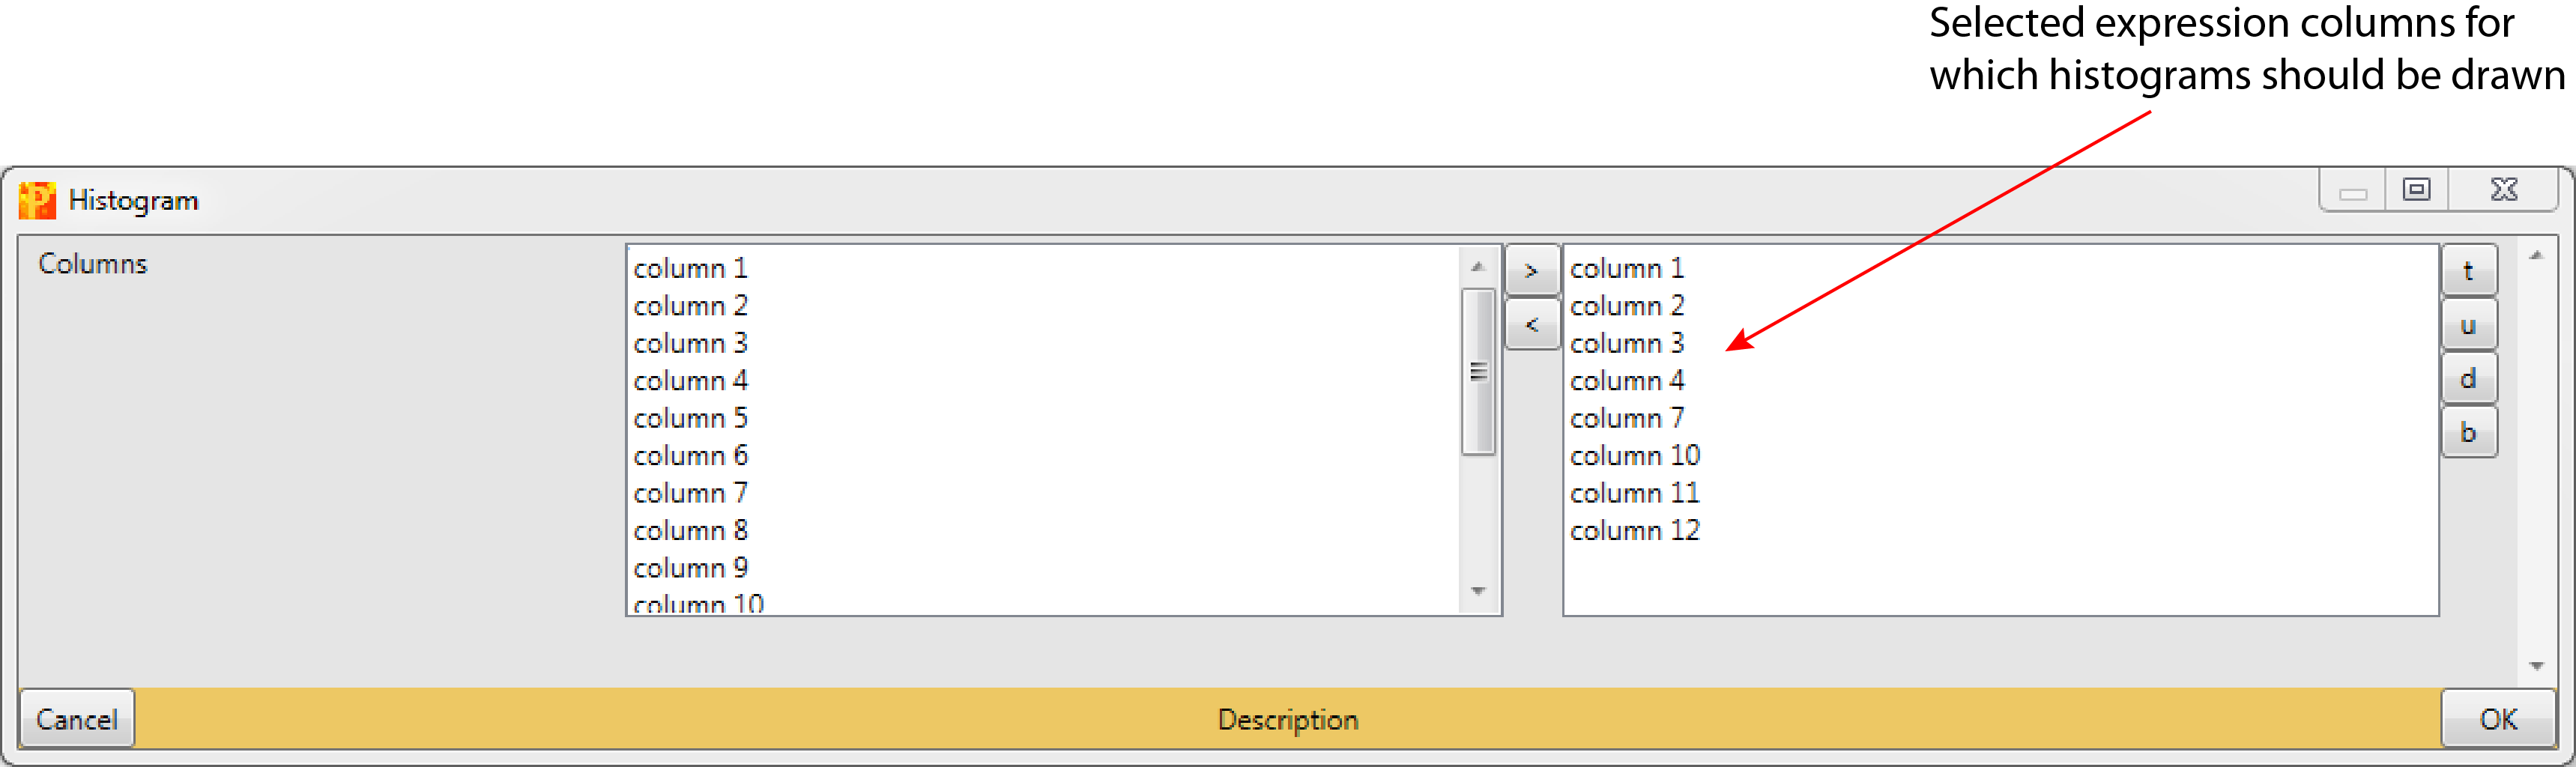 Selected expression columns for
which histograms should be drawn
Histogram
Columns
column 1
column 2
column 3
column 4
column 5
column 6
column 7
column 8
column 9
column 10
>
<
column 1
column 2
column 3
column 4
column 7
column 10
column 11
column 12
t
u
d
b
Cancel
Description
OK